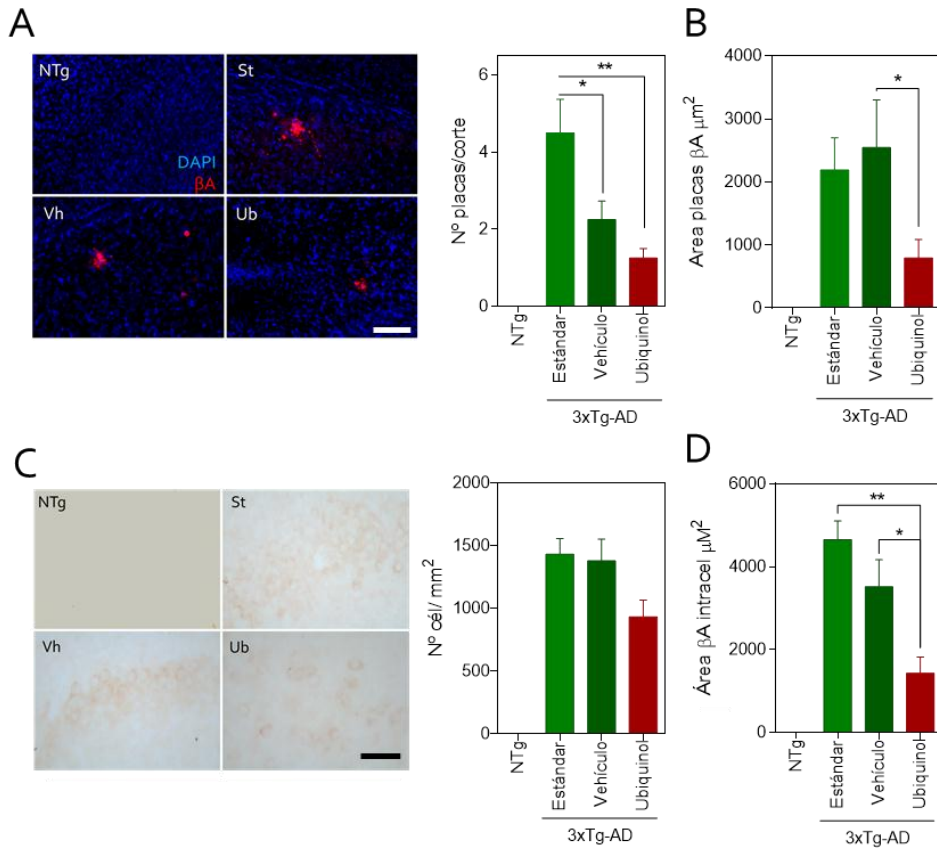 A
NTg
St
DAPI
βA
Vh
Ub
Nº placas/corte
6
4
2
0
*
**
NTg
Estándar
Vehículo
Ubiquinol
3xTg-AD
B
Area placas βA μm²
4000
3000
2000
1000
0
*
NTg
Estándar
Vehículo
Ubiquinol
3xTg-AD
C
NTg
St
Vh
Ub
Nº cél/ mm²
2000
1500
1000
500
0
NTg
Estándar
Vehículo
Ubiquinol
3xTg-AD
D
Área βA intracel μM²
6000
4000
2000
0
**
*
NTg
Estándar
Vehículo
Ubiquinol
3xTg-AD